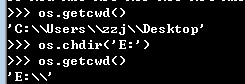 >>> os.getcwd()
'C:\\Users\\zzj\\Desktop'
>>> os.chdir('E:')
>>> os.getcwd()
'E:\\'